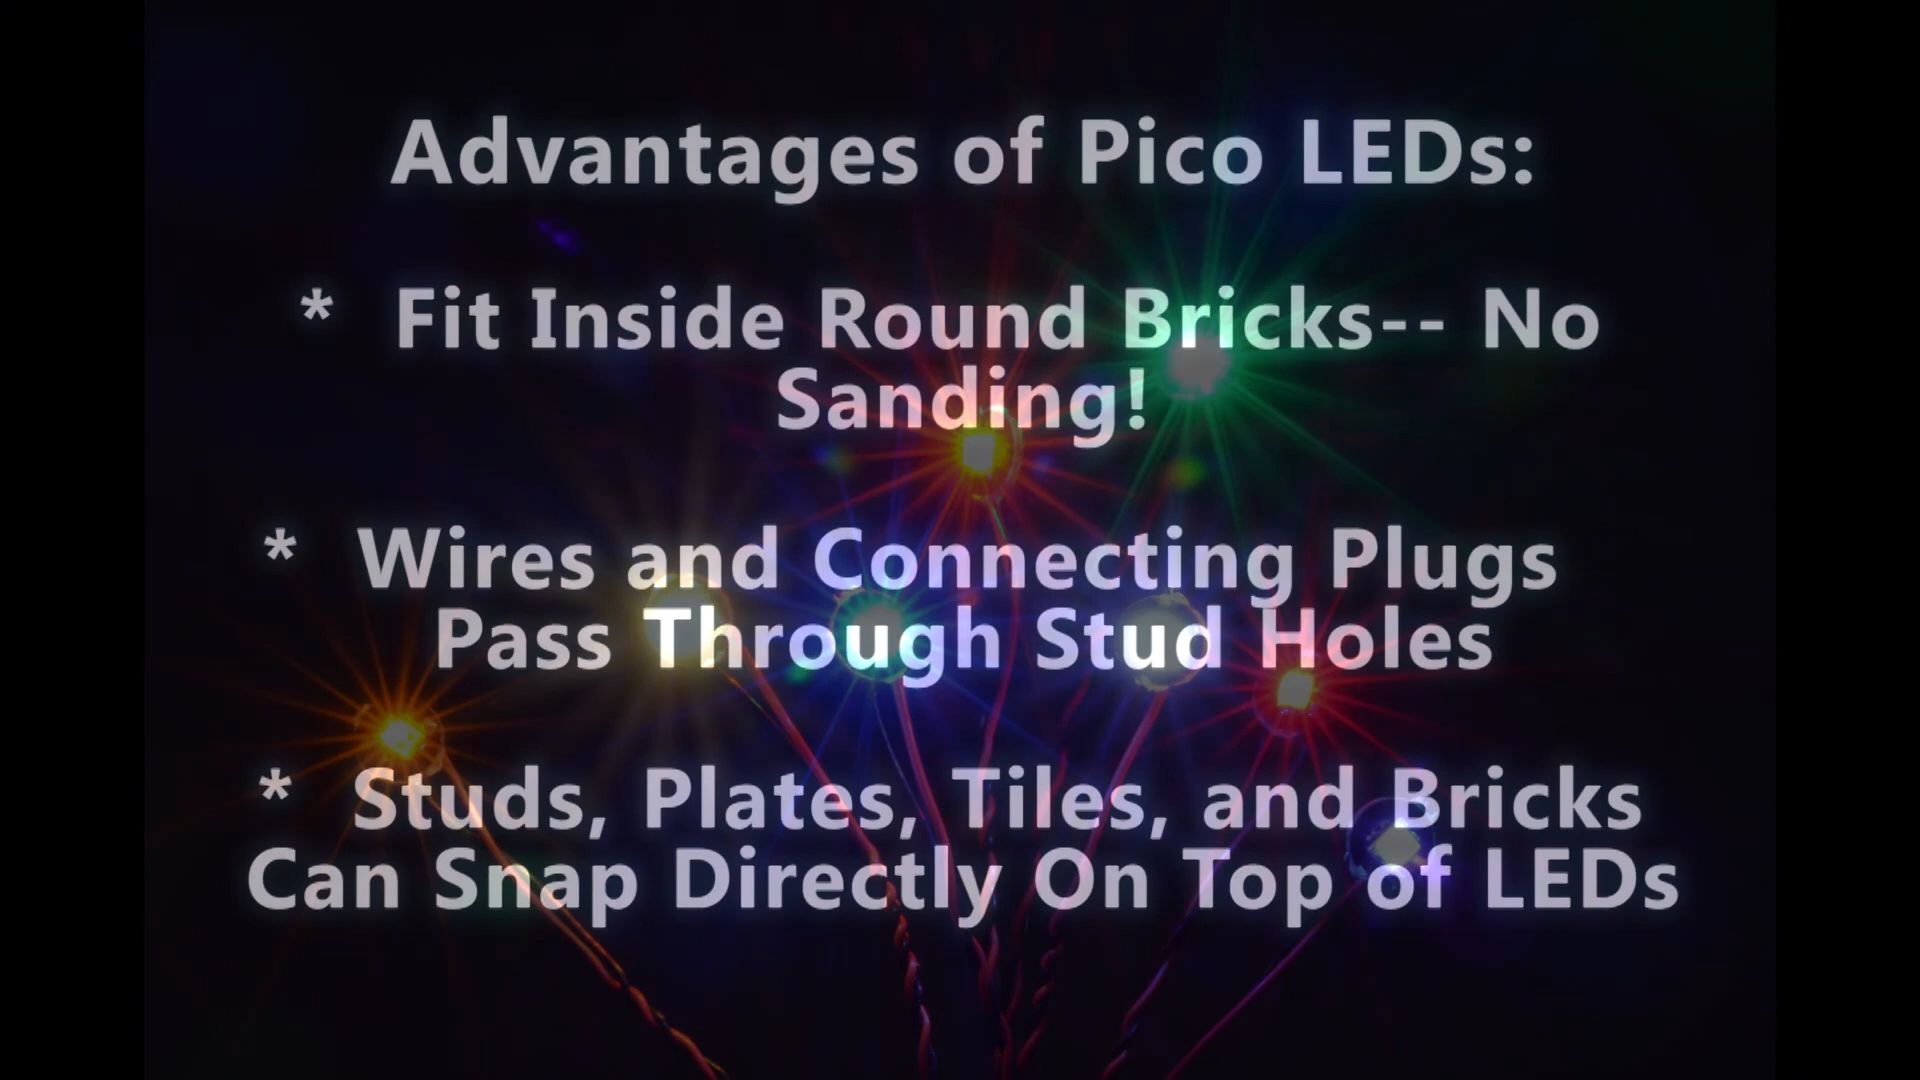 Advantages of Pico LEDs:
* Fit Inside Round Bricks-- No
Sanding!
* Wires and Connecting Plugs
Pass Through Stud Holes
* Studs, Plates, Tiles, and Bricks
Can Snap Directly On Top of LEDs